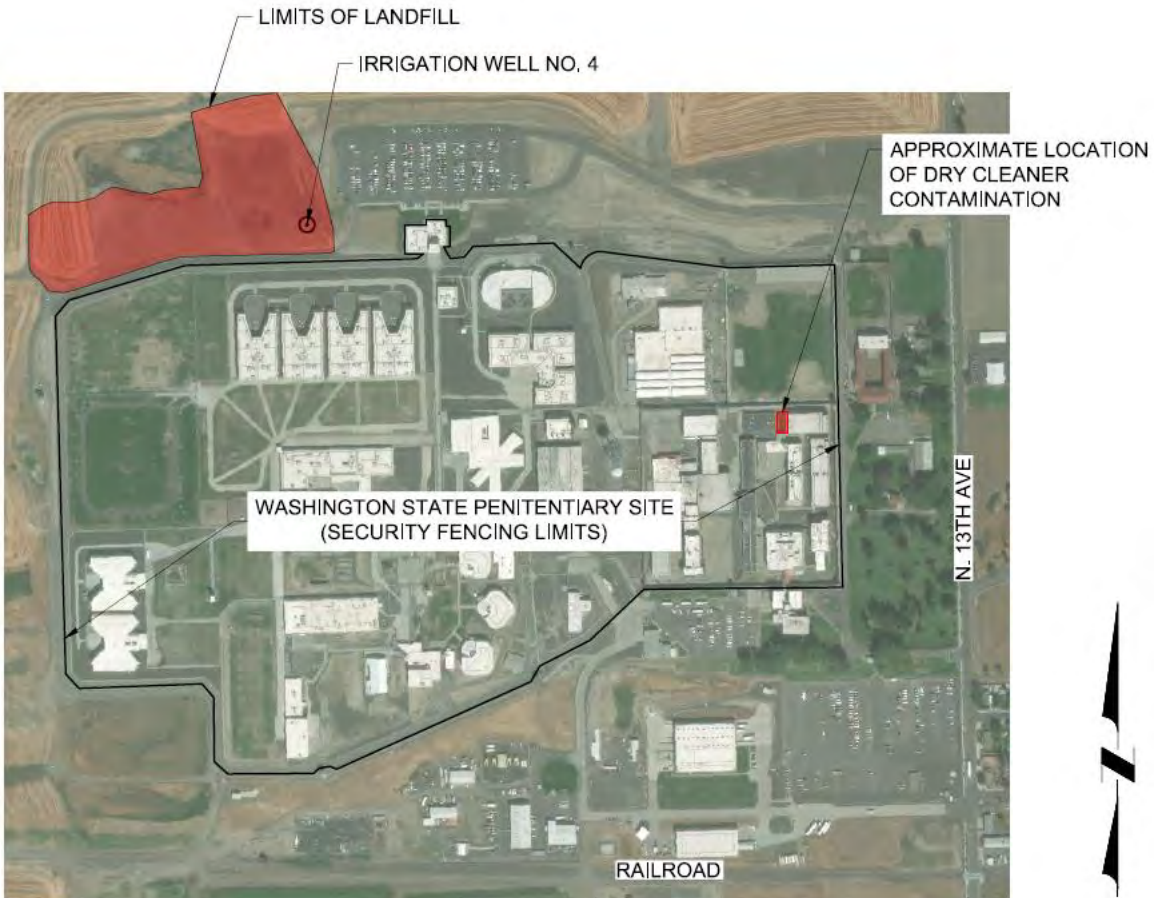 LIMITS OF LANDFILL
IRRIGATION WELL NO. 4
APPROXIMATE LOCATION
OF DRY CLEANER
CONTAMINATION
WASHINGTON STATE PENITENTIARY SITE
(SECURITY FENCING LIMITS)
N. 13TH AVE
N
RAILROAD